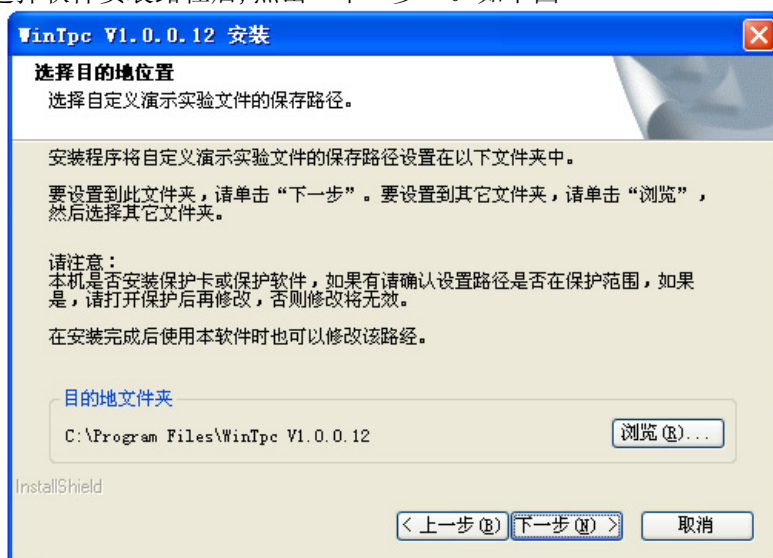 WinTpc V1.0.0.12 安装
选择目的地位置
选择自定义演示实验文件的保存路径。
安装程序将自定义演示实验文件的保存路径设置在以下文件夹中。
要设置到此文件夹，请单击“下一步”。要设置到其它文件夹，请单击“浏览”，
然后选择其它文件夹。
请注意：
本机是否安装保护卡或保护软件，如果有请确认设置路径是否在保护范围，如果
是，请打开保护后再修改，否则修改将无效。
在安装完成后使用本软件时也可以修改该路经。
目的地文件夹
C:\Program Files\WinTpc V1.0.0.12
浏览(R)...
InstallShield
< 上一步(B) 下一步(N) > 取消